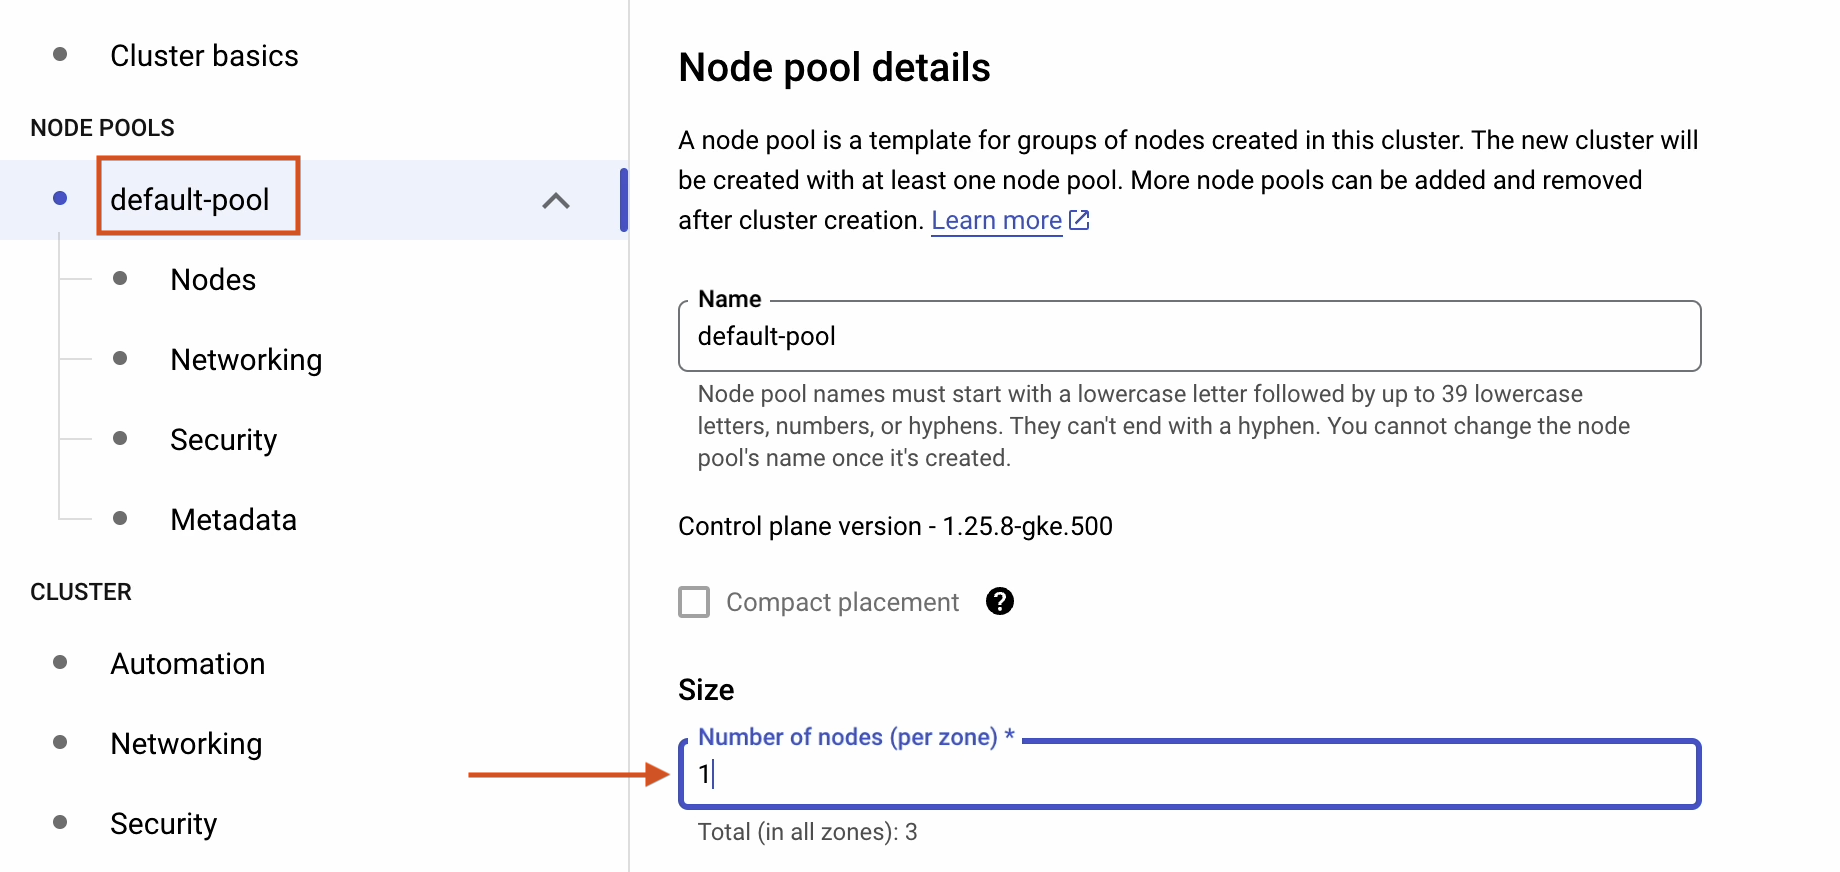 Cluster basics
NODE POOLS
default-pool
Nodes
Networking
Security
Metadata
CLUSTER
Automation
Networking
Security
Node pool details
A node pool is a template for groups of nodes created in this cluster. The new cluster will
be created with at least one node pool. More node pools can be added and removed
after cluster creation. Learn more
Name
default-pool
Node pool names must start with a lowercase letter followed by up to 39 lowercase
letters, numbers, or hyphens. They can't end with a hyphen. You cannot change the node
pool's name once it's created.
Control plane version - 1.25.8-gke.500
Compact placement ?
Size
Number of nodes (per zone) *
1
Total (in all zones): 3